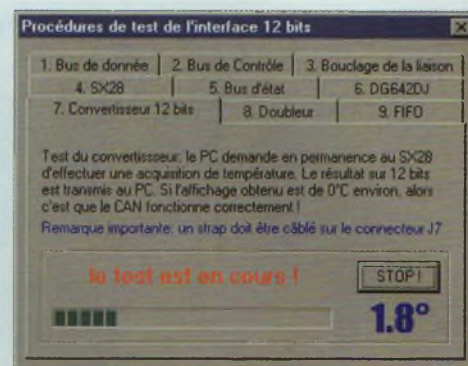 Procédures de test de l'interface 12 bits
1. Bus de donnée
2. Bus de Contrôle
3. Bouclage de la liaison
4. SX28
5. Bus d'état
6. DG642DJ
7. Convertisseur 12 bits
8. Doubleur
9. FIFO
Test du convertissseur, le PC demande en permanence au SX28
d'effectuer une acquisition de température. Le résultat sur 12 bits
est transmis au PC. Si l'affichage obtenu est de 0°C environ, alors
c'est que le CAN fonctionne correctement !
Remarque importante: un strap doit être câblé sur le connecteur J7
le test est en cours !
STOP!
1.8°